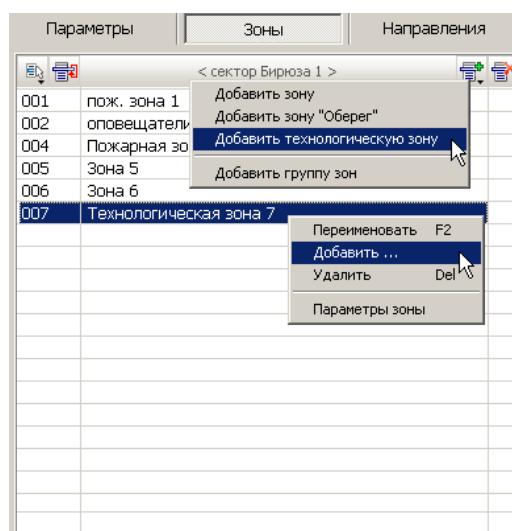 Параметры Зоны Направления
< сектор Бирюза 1 >
001 пож. зона 1
002 оповещатели
004 Пожарная зо
005 Зона 5
006 Зона 6
007 Технологическая зона 7
Добавить зону
Добавить зону "Оберег"
Добавить технологическую зону
Добавить группу зон
Переименовать F2
Добавить ...
Удалить Del
Параметры зоны